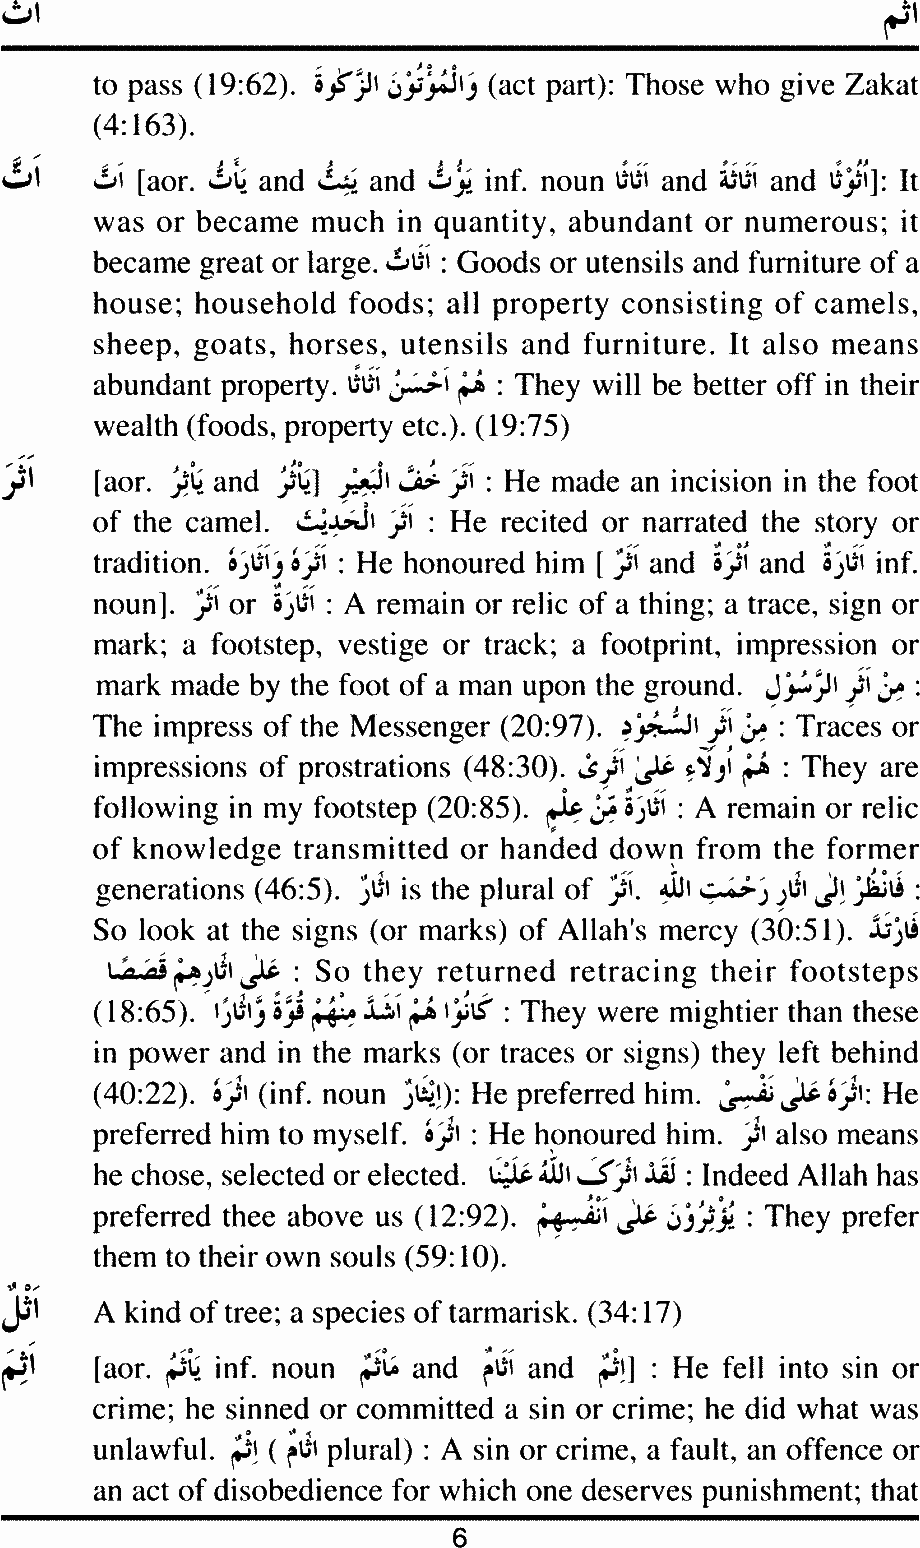 اثم اث
to pass (19:62). وَالْمُؤْتُوْنَ الزَّكٰوةَ (act part): Those who give Zakat
(4:163).
اَثَّ اَثَّ [aor. يَأَثُّ and يَئِثُّ and يَؤُثُّ inf. noun اَثَاثًا and اَثَاثَةً and اُثُوْثًا]: It
was or became much in quantity, abundant or numerous; it
became great or large. اَثَاثٌ : Goods or utensils and furniture of a
house; household foods; all property consisting of camels,
sheep, goats, horses, utensils and furniture. It also means
abundant property. هُمْ اَحْسَنُ اَثَاثًا : They will be better off in their
wealth (foods, property etc.). (19:75)
اَثَرَ [aor. يَأْثِرُ and يَأْثُرُ] اَثَرَ خُفَّ الْبَعِيْرِ : He made an incision in the foot
of the camel. اَثَرَ الْحَدِيْثَ : He recited or narrated the story or
tradition. اَثَرَهٗ وَاَثَارَهٗ : He honoured him [ اَثَرٌ and اَثْرَةٌ and اَثَارَةٌ inf.
noun]. اَثَرٌ or اَثَارَةٌ : A remain or relic of a thing; a trace, sign or
mark; a footstep, vestige or track; a footprint, impression or
mark made by the foot of a man upon the ground. مِنْ اَثَرِ الرَّسُوْلِ :
The impress of the Messenger (20:97). مِنْ اَثَرِ السُّجُوْدِ : Traces or
impressions of prostrations (48:30). هُمْ اُولَآءِ عَلٰى اَثَرِىْ : They are
following in my footstep (20:85). اَثَارَةٌ مِّنْ عِلْمٍ : A remain or relic
of knowledge transmitted or handed down from the former
generations (46:5). اٰثَارٌ is the plural of اَثَرٌ. فَانْظُرْ اِلٰى اٰثَارِ رَحْمَتِ اللّٰهِ :
So look at the signs (or marks) of Allah's mercy (30:51). فَارْتَدَّ
عَلٰى اٰثَارِهِمْ قَصَصًا : So they returned retracing their footsteps
(18:65). كَانُوْا هُمْ اَشَدَّ مِنْهُمْ قُوَّةً وَّاٰثَارًا : They were mightier than these
in power and in the marks (or traces or signs) they left behind
(40:22). اٰثَرَهٗ (inf. noun اِيْثَارٌ): He preferred him. اٰثَرَهٗ عَلٰى نَفْسِىْ: He
preferred him to myself. اٰثَرَهٗ : He honoured him. اٰثَرَ also means
he chose, selected or elected. لَقَدْ اٰثَرَكَ اللّٰهُ عَلَيْنَا : Indeed Allah has
preferred thee above us (12:92). يُؤْثِرُوْنَ عَلٰى اَنْفُسِهِمْ : They prefer
them to their own souls (59:10).
اَثْلٌ A kind of tree; a species of tarmarisk. (34:17)
اَثِمَ [aor. يَأْثَمُ inf. noun مَأْثَمٌ and اَثَامٌ and اِثْمٌ] : He fell into sin or
crime; he sinned or committed a sin or crime; he did what was
unlawful. اِثْمٌ ( اٰثَامٌ plural) : A sin or crime, a fault, an offence or
an act of disobedience for which one deserves punishment; that
6